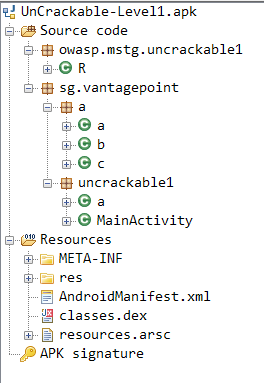 UnCrackable-Level1.apk
Source code
owasp.mstg.uncrackable1
R
sg.vantagepoint
a
a
b
c
uncrackable1
a
MainActivity
Resources
META-INF
res
AndroidManifest.xml
classes.dex
resources.arsc
APK signature